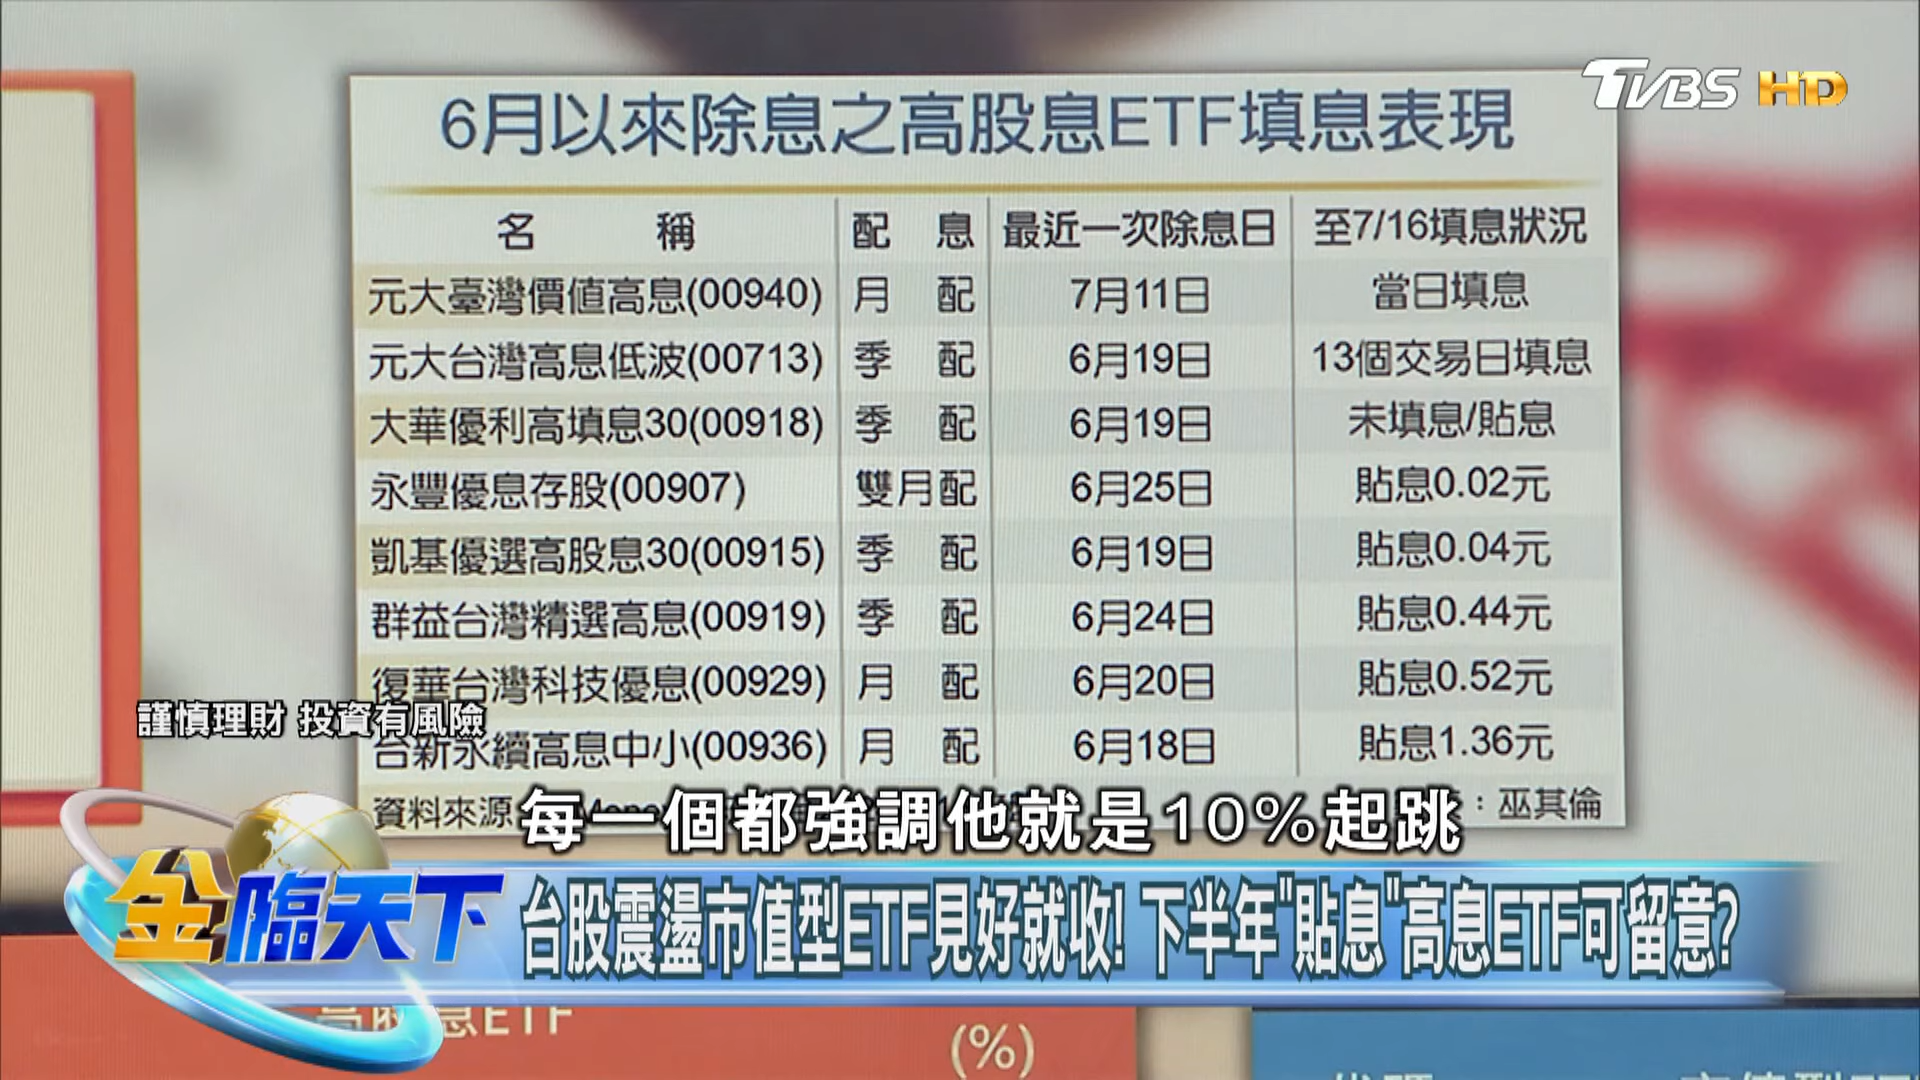 TVBS HD
6月以來除息之高股息ETF填息表現
名稱 配息 最近一次除息日 至7/16填息狀況
元大臺灣價值高息(00940) 月配 7月11日 當日填息
元大台灣高息低波(00713) 季配 6月19日 13個交易日填息
大華優利高填息30(00918) 季配 6月19日 未填息/貼息
永豐優息存股(00907) 雙月配 6月25日 貼息0.02元
凱基優選高股息30(00915) 季配 6月19日 貼息0.04元
群益台灣精選高息(00919) 季配 6月24日 貼息0.44元
復華台灣科技優息(00929) 月配 6月20日 貼息0.52元
謹慎理財 投資有風險
台新永續高息中小(00936) 月配 6月18日 貼息1.36元
資料來源 ：巫其倫
每一個都強調他就是10%起跳
金臨天下
台股震盪市值型ETF見好就收! 下半年"貼息"高息ETF可留意?
高股息ETF
(%)